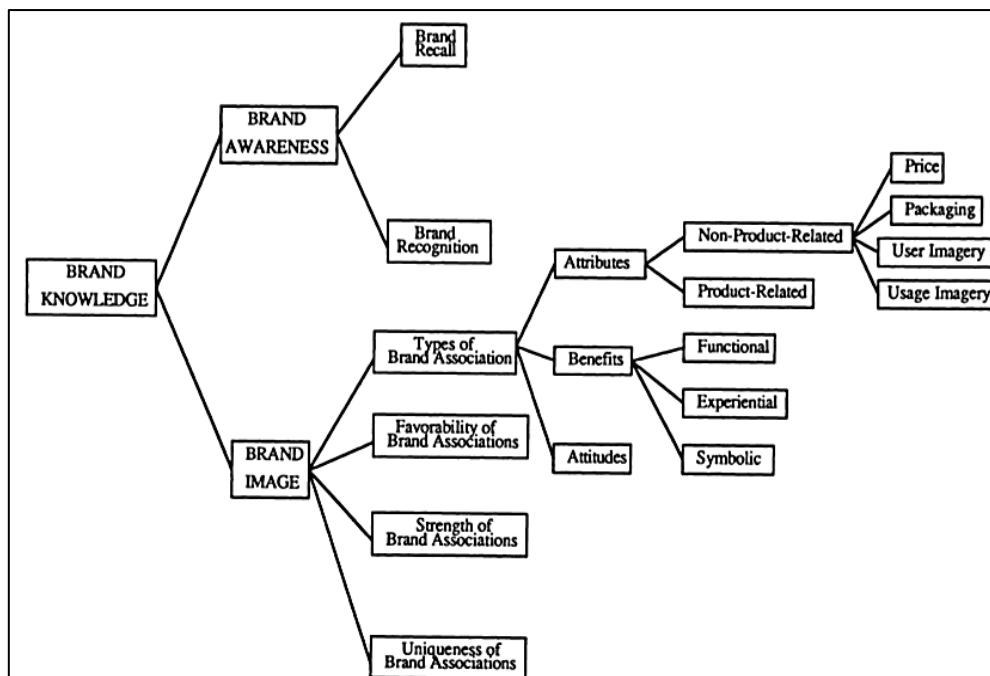 Brand
Recall
BRAND
AWARENESS
Brand
Recognition
BRAND
KNOWLEDGE
Types of
Brand Association
Favorability of
Brand Associations
BRAND
IMAGE
Strength of
Brand Associations
Uniqueness of
Brand Associations
Attributes
Benefits
Attitudes
Non-Product-Related
Product-Related
Functional
Experiential
Symbolic
Price
Packaging
User Imagery
Usage Imagery